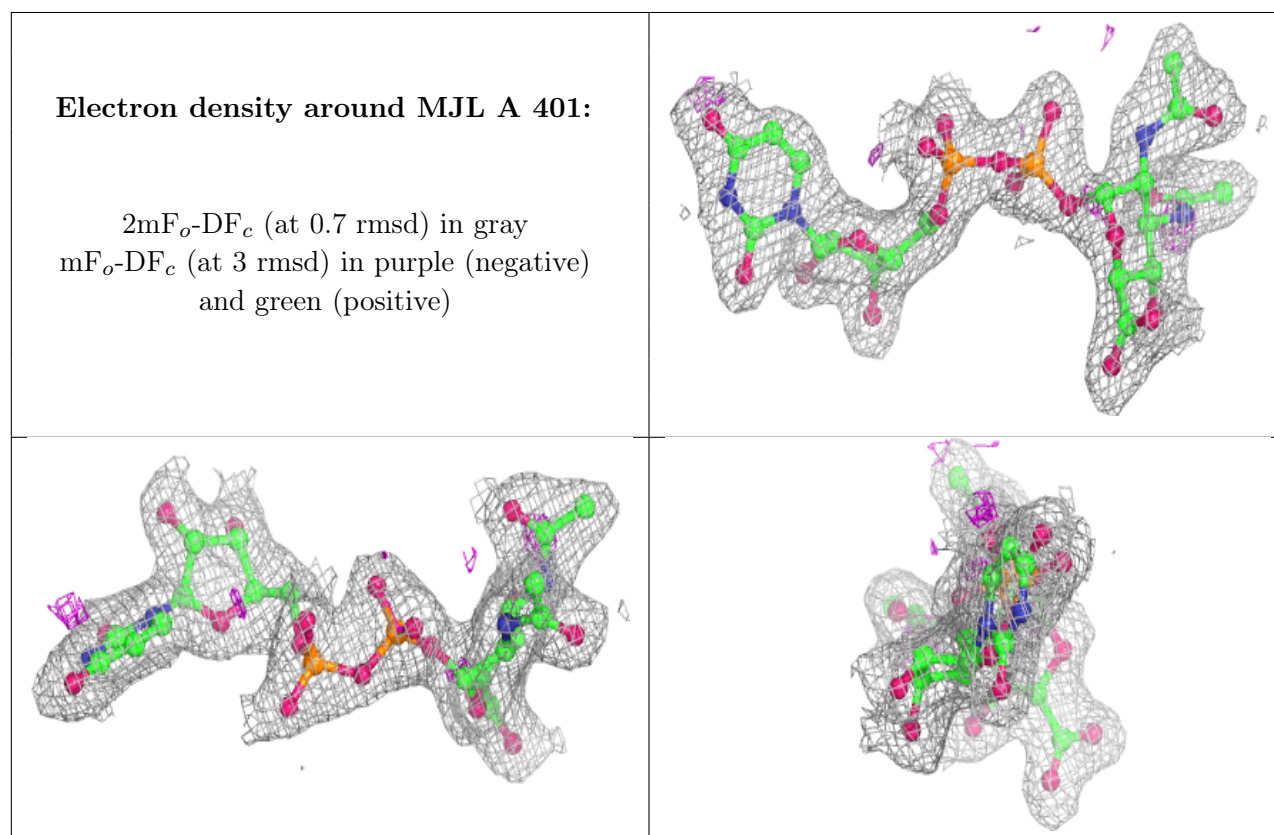 Electron density around MJL A 401:
2mFo-DFc (at 0.7 rmsd) in gray
mFo-DFc (at 3 rmsd) in purple (negative)
and green (positive)